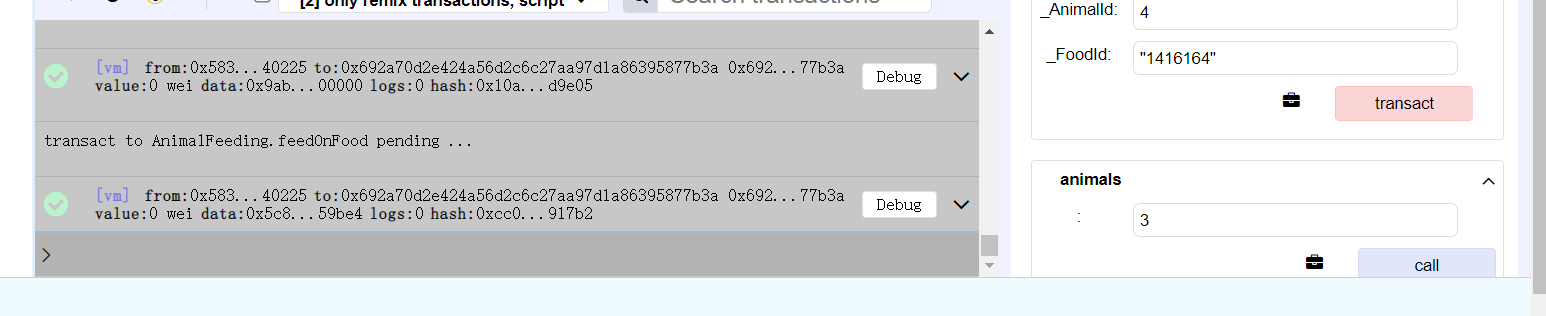 [2] only remix transactions, script
Search transactions
[vm] from:0x583...40225 to:0x692a70d2e424a56d2c6c27aa97d1a86395877b3a 0x692...77b3a
value:0 wei data:0x9ab...00000 logs:0 hash:0x10a...d9e05
Debug
transact to AnimalFeeding.feedOnFood pending ...
[vm] from:0x583...40225 to:0x692a70d2e424a56d2c6c27aa97d1a86395877b3a 0x692...77b3a
value:0 wei data:0x5c8...59be4 logs:0 hash:0xcc0...917b2
Debug
>
_AnimalId:
4
_FoodId:
"1416164"
transact
animals
:
3
call